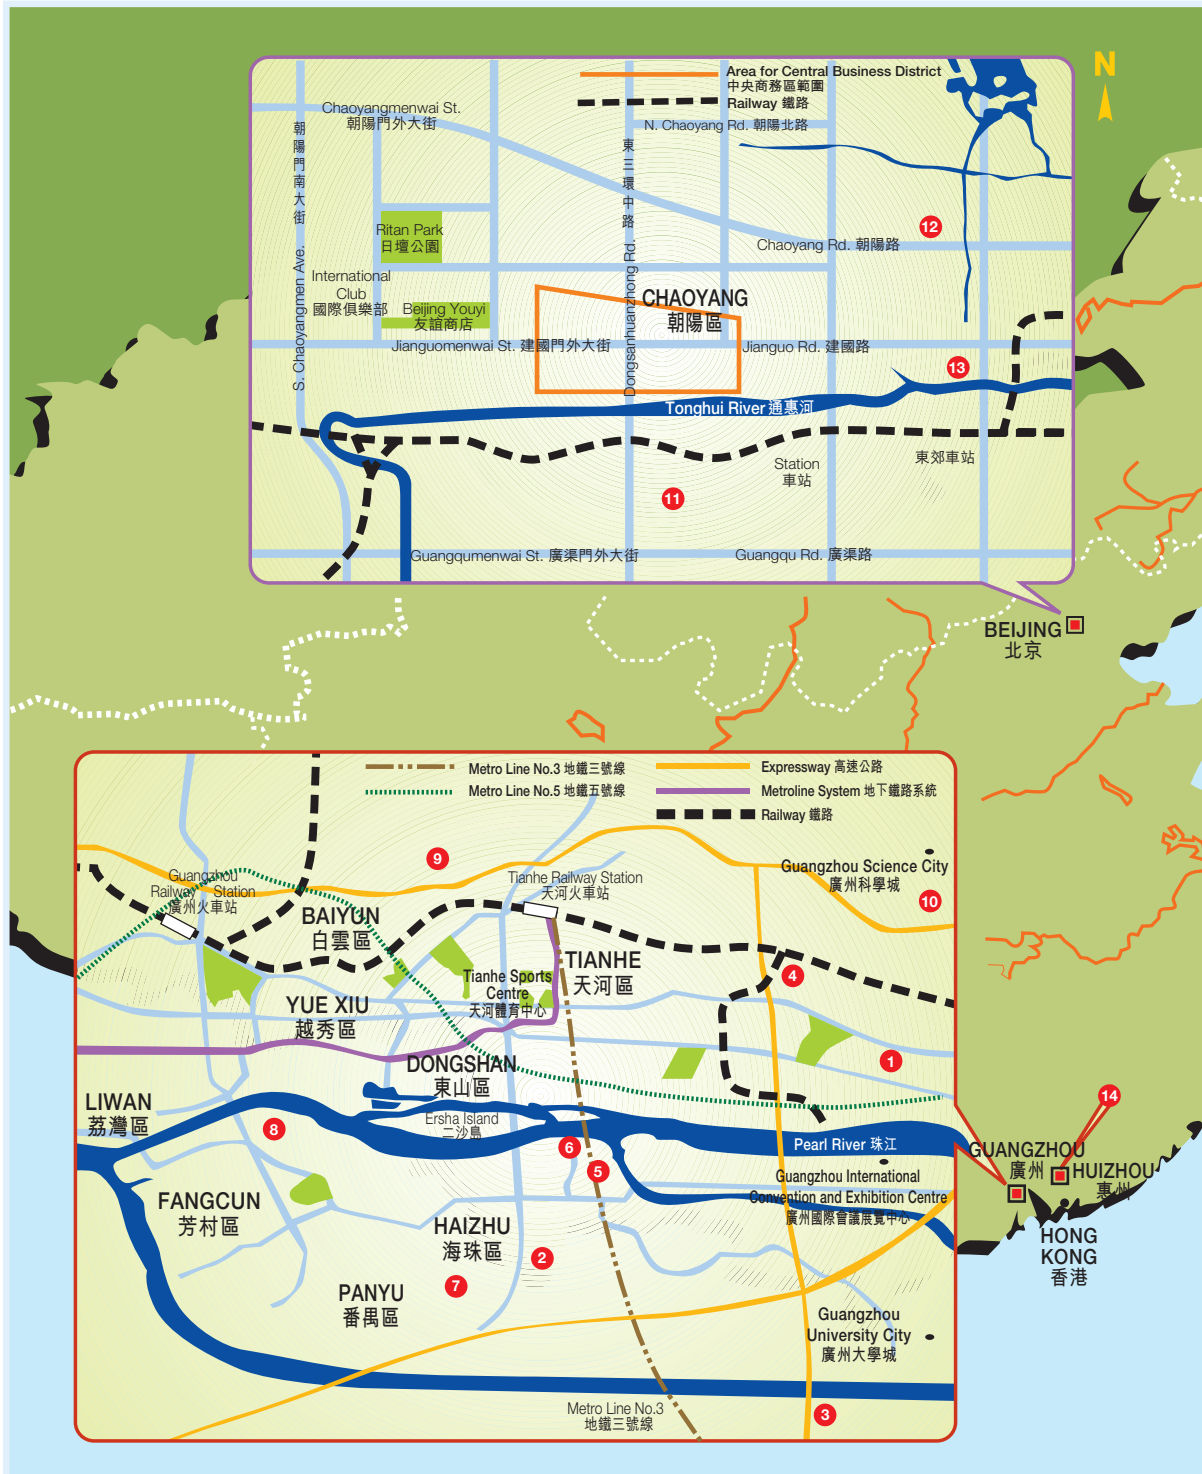 N
Area for Central Business District
中央商務區範圍
Railway 鐵路
Chaoyangmenwai St.
朝陽門外大街
N. Chaoyang Rd. 朝陽北路
朝陽門南大街
S. Chaoyangmen Ave.
東三環中路
Dongsanhuanzhong Rd.
Ritan Park
日壇公園
12
Chaoyang Rd. 朝陽路
International
Club
國際俱樂部
Beijing Youyi
友誼商店
CHAOYANG
朝陽區
Jianguomenwai St. 建國門外大街
Jianguo Rd. 建國路
13
Tonghui River 通惠河
Station
車站
東郊車站
11
Guangqumenwai St. 廣渠門外大街
Guangqu Rd. 廣渠路
BEIJING
北京
Metro Line No.3 地鐵三號線
Metro Line No.5 地鐵五號線
Expressway 高速公路
Metroline System 地下鐵路系統
Railway 鐵路
9
Guangzhou
Railway Station
廣州火車站
Tianhe Railway Station
天河火車站
Guangzhou Science City
廣州科學城
10
BAIYUN
白雲區
TIANHE
天河區
Tianhe Sports
Centre
天河體育中心
4
YUE XIU
越秀區
1
DONGSHAN
東山區
LIWAN
荔灣區
Ersha Island
二沙島
8
6
5
Pearl River 珠江
14
GUANGZHOU
廣州
HUIZHOU
惠州
Guangzhou International
Convention and Exhibition Centre
廣州國際會議展覽中心
FANGCUN
芳村區
HAIZHU
海珠區
2
7
HONG
KONG
香港
PANYU
番禺區
Guangzhou
University City
廣州大學城
Metro Line No.3
地鐵三號線
3